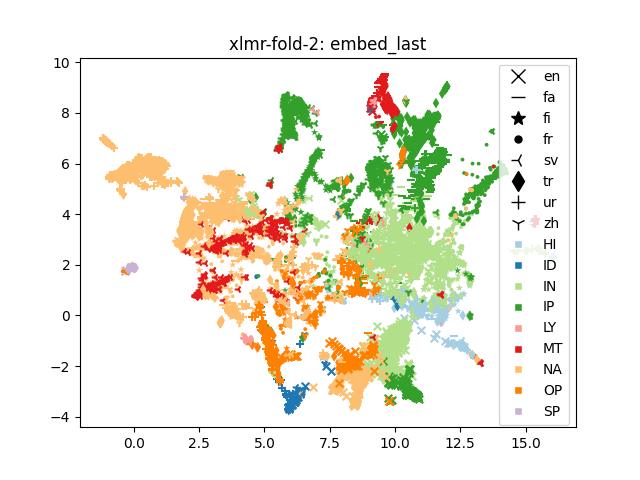 xlmr-fold-2: embed_last
10
8
6
4
2
0
−2
−4
0.0 2.5 5.0 7.5 10.0 12.5 15.0
en
fa
fi
fr
sv
tr
ur
zh
HI
ID
IN
IP
LY
MT
NA
OP
SP